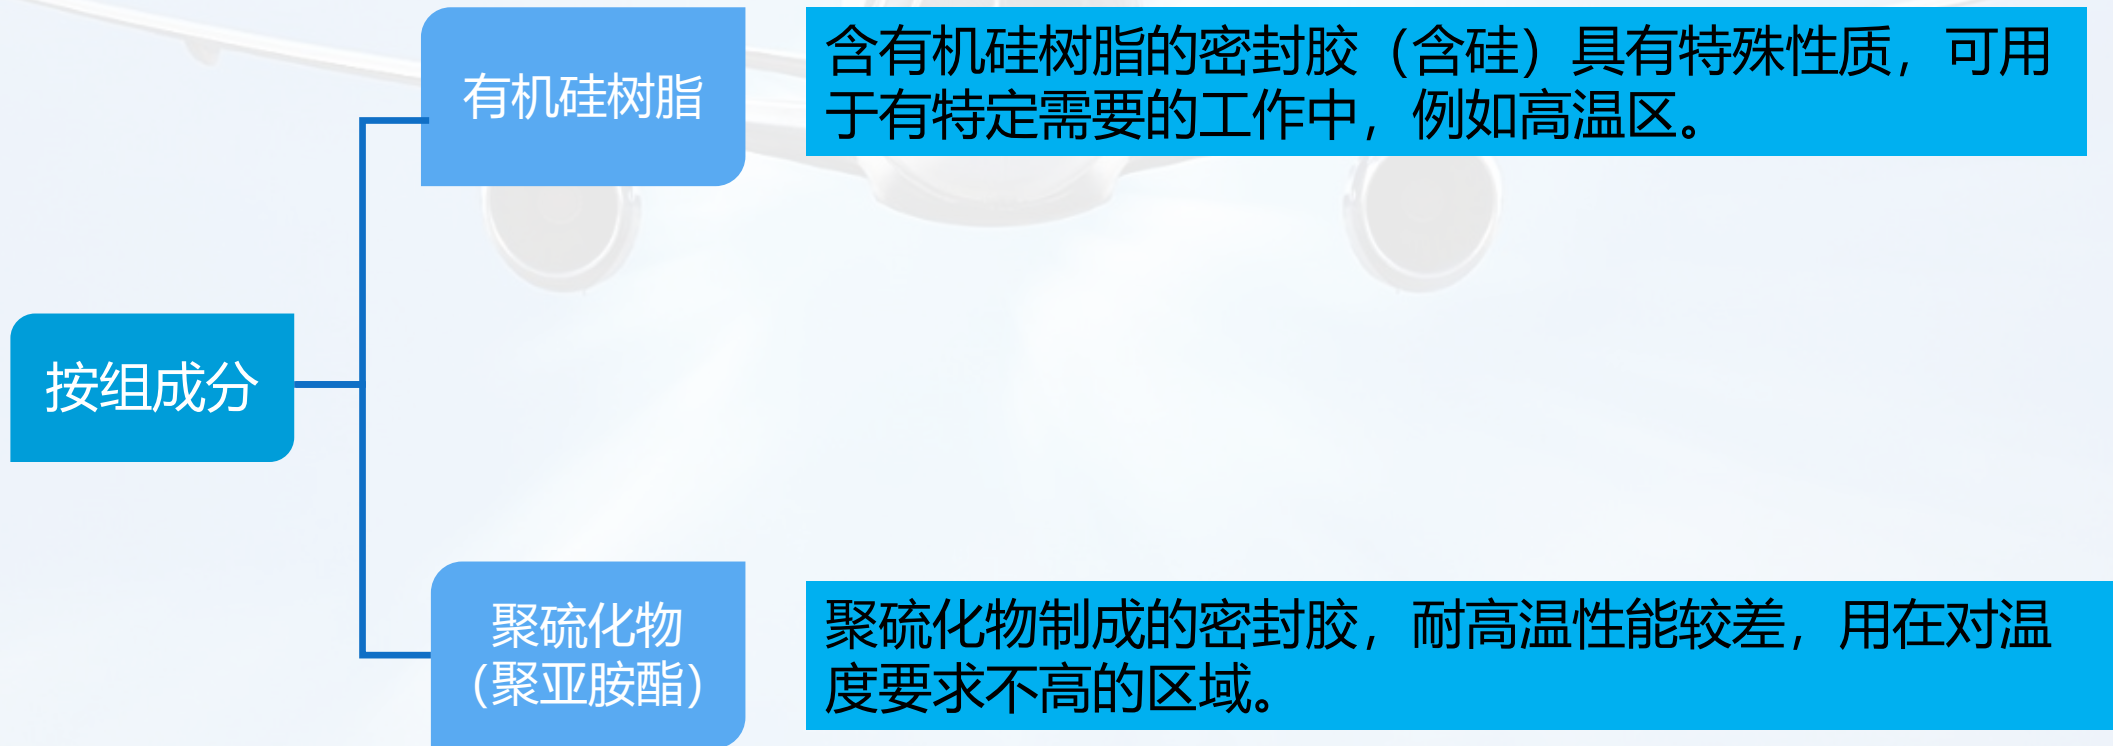 有机硅树脂
含有机硅树脂的密封胶（含硅）具有特殊性质，可用
于有特定需要的工作中，例如高温区。
按组成分
聚硫化物
（聚亚胺酯）
聚硫化物制成的密封胶，耐高温性能较差，用在对温
度要求不高的区域。